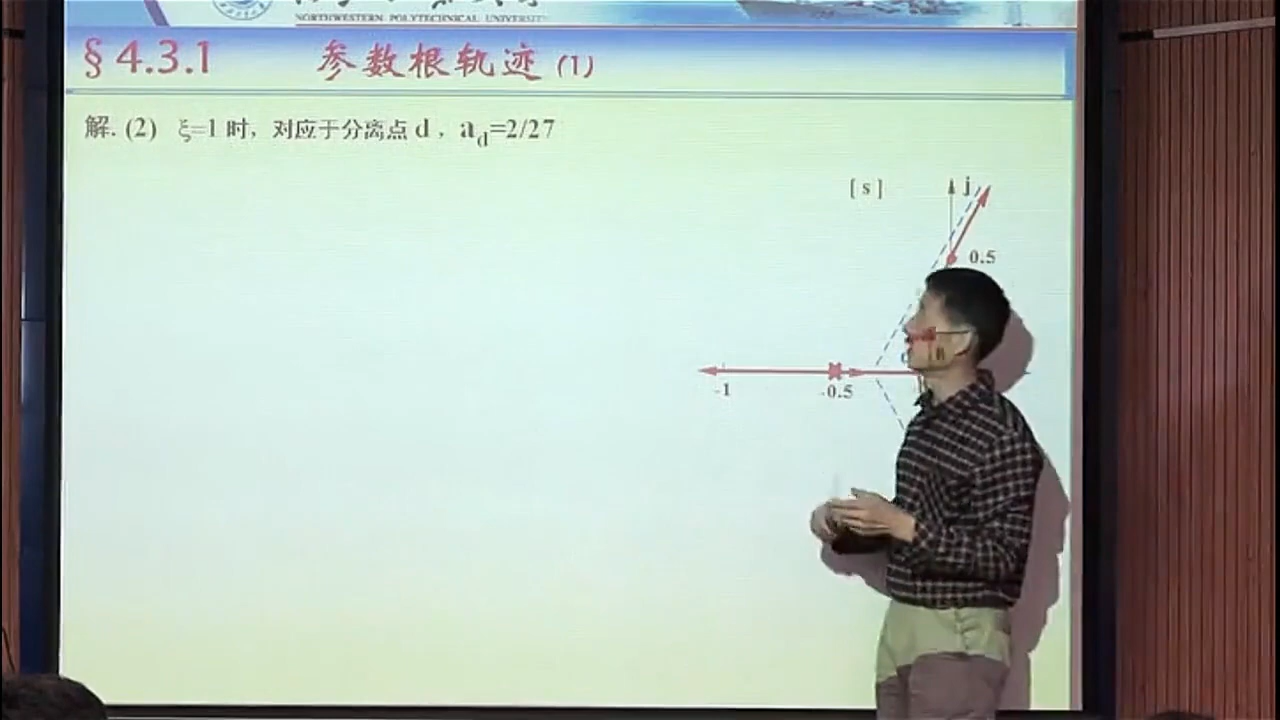 NORTHWESTERN POLYTECHNICAL UNIVERSITY
§ 4.3.1 参数根轨迹 (1)
解. (2) ξ=1 时, 对应于分离点 d , a_d=2/27
[ s ] j
0.5
-1 -0.5